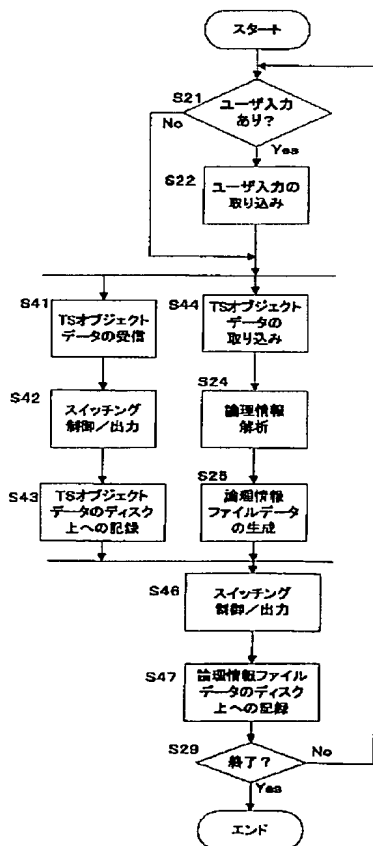 スタート
S21
ユーザ入力
あり?
No
Yes
S22
ユーザ入力の
取り込み
S41
TSオブジェクト
データの受信
S42
スイッチング
制御/出力
S43
TSオブジェクト
データのディスク
上への記録
S44
TSオブジェクト
データの
取り込み
S24
論理情報
解析
S25
論理情報
ファイルデータ
の生成
S46
スイッチング
制御/出力
S47
論理情報ファイル
データのディスク
上への記録
S29
終了?
No
Yes
エンド